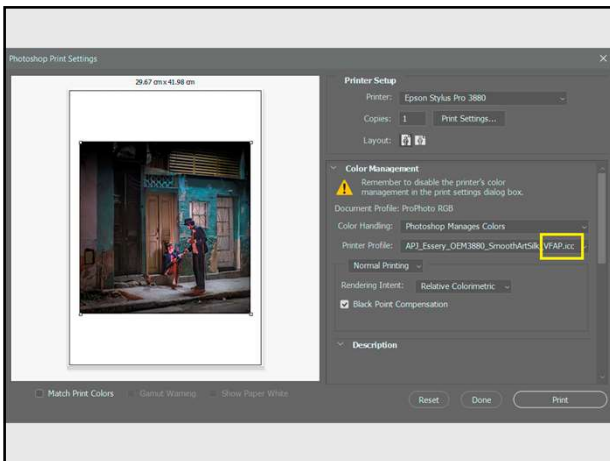 Photoshop Print Settings
29.67 cm x 41.98 cm
Printer Setup
Printer: Epson Stylus Pro 3880
Copies: 1 Print Settings...
Layout:
Color Management
Remember to disable the printer's color
management in the print settings dialog box.
Document Profile: ProPhoto RGB
Color Handling: Photoshop Manages Colors
Printer Profile: APJ_Essery_OEM3880_SmoothArtSilk_VFAP.icc
Normal Printing
Rendering Intent: Relative Colorimetric
Black Point Compensation
Description
Match Print Colors Gamut Warning Show Paper White
Reset Done Print